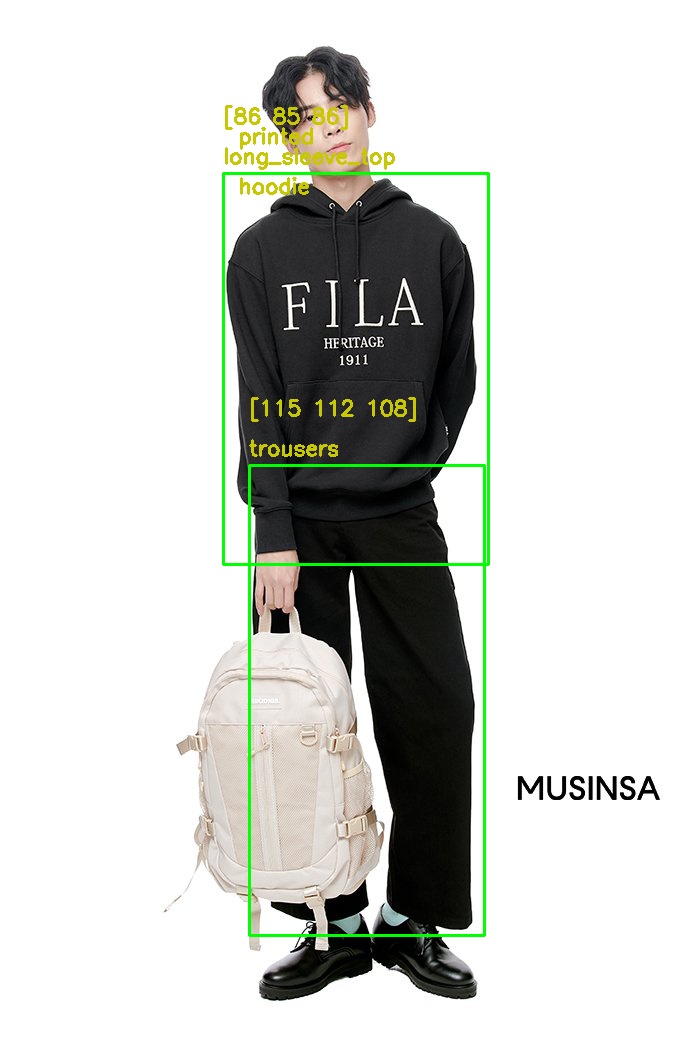 [86 85 86]
printed
long_sleeve_top
hoodie
FILA
HERITAGE
1911
[115 112 108]
trousers
MUSINSA